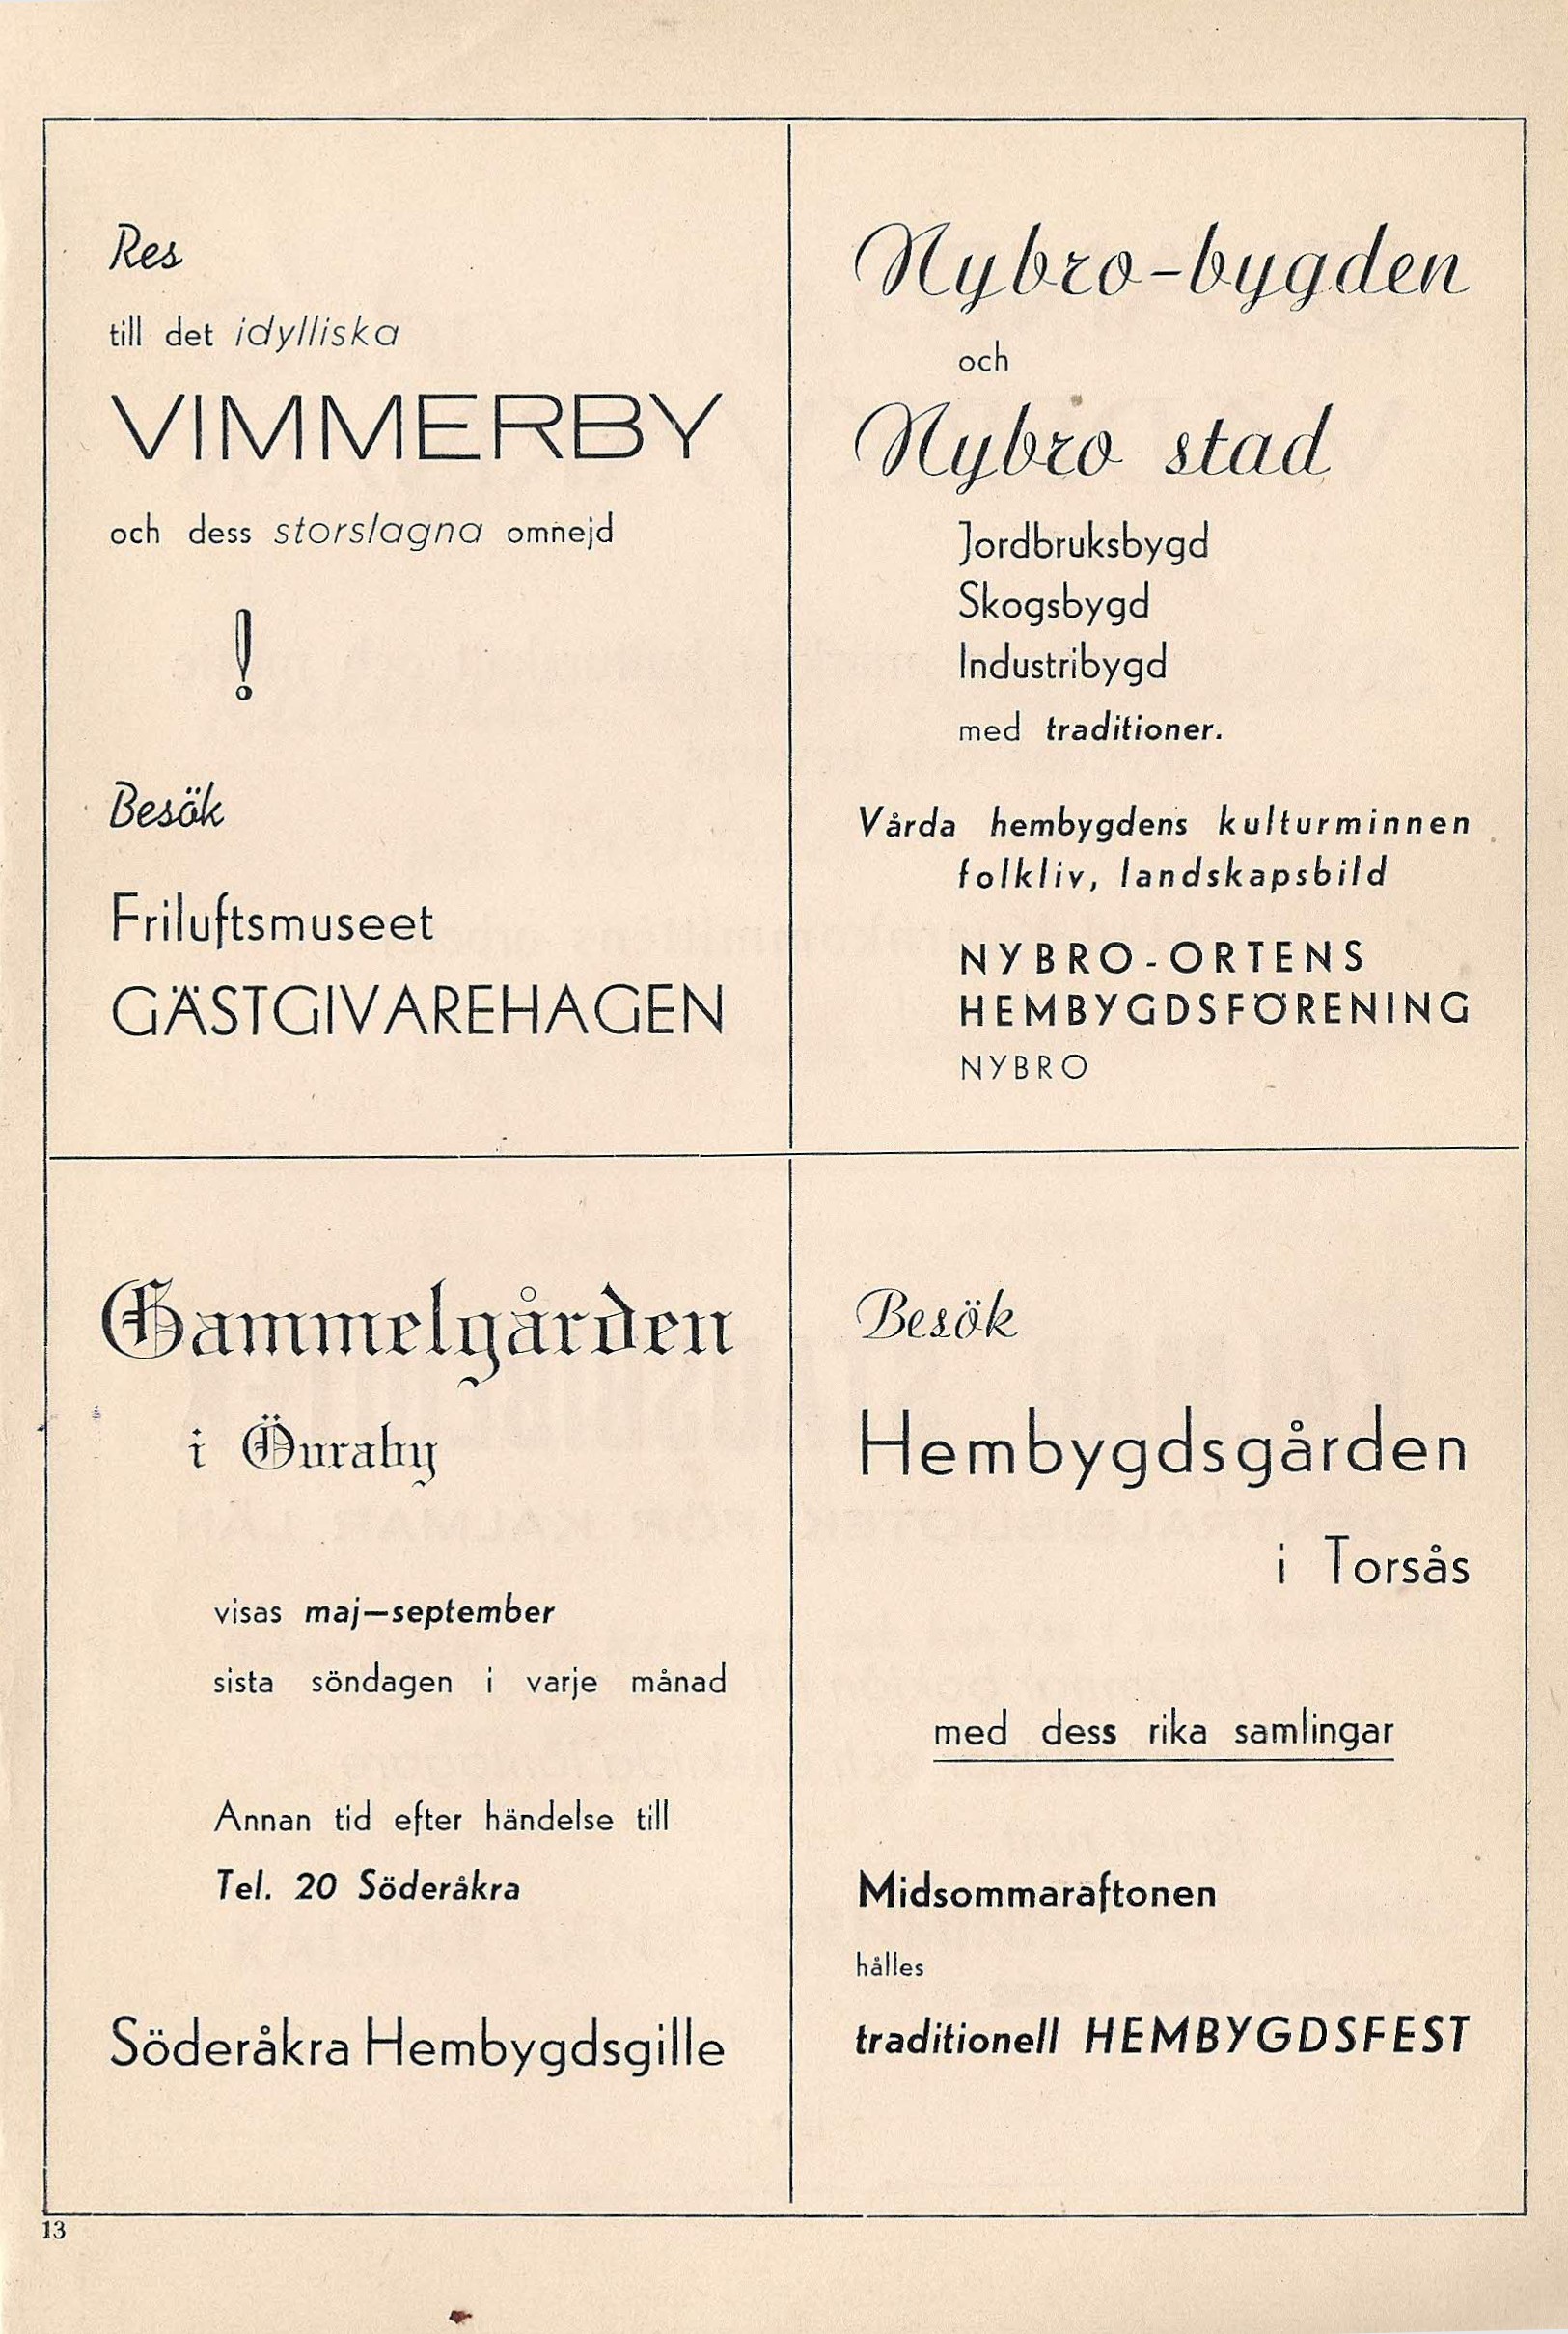 Res
till det idylliska
VIMMERBY
och dess storslagna omnejd
!
Besök
Friluftsmuseet
GÄSTGIVAREHAGEN
Nybro-bygden
och
Nybro stad
Jordbruksbygd
Skogsbygd
Industribygd
med traditioner.
Vårda hembygdens kulturminnen
folkliv, landskapsbild
NYBRO-ORTENS
HEMBYGDSFÖRENING
NYBRO
Gammelgården
i Önraby
visas maj—september
sista söndagen i varje månad
Annan tid efter händelse till
Tel. 20 Söderåkra
Söderåkra Hembygdsgille
Besök
Hembygdsgården
i Torsås
med dess rika samlingar
Midsommaraftonen
hålles
traditionell HEMBYGDSFEST
13